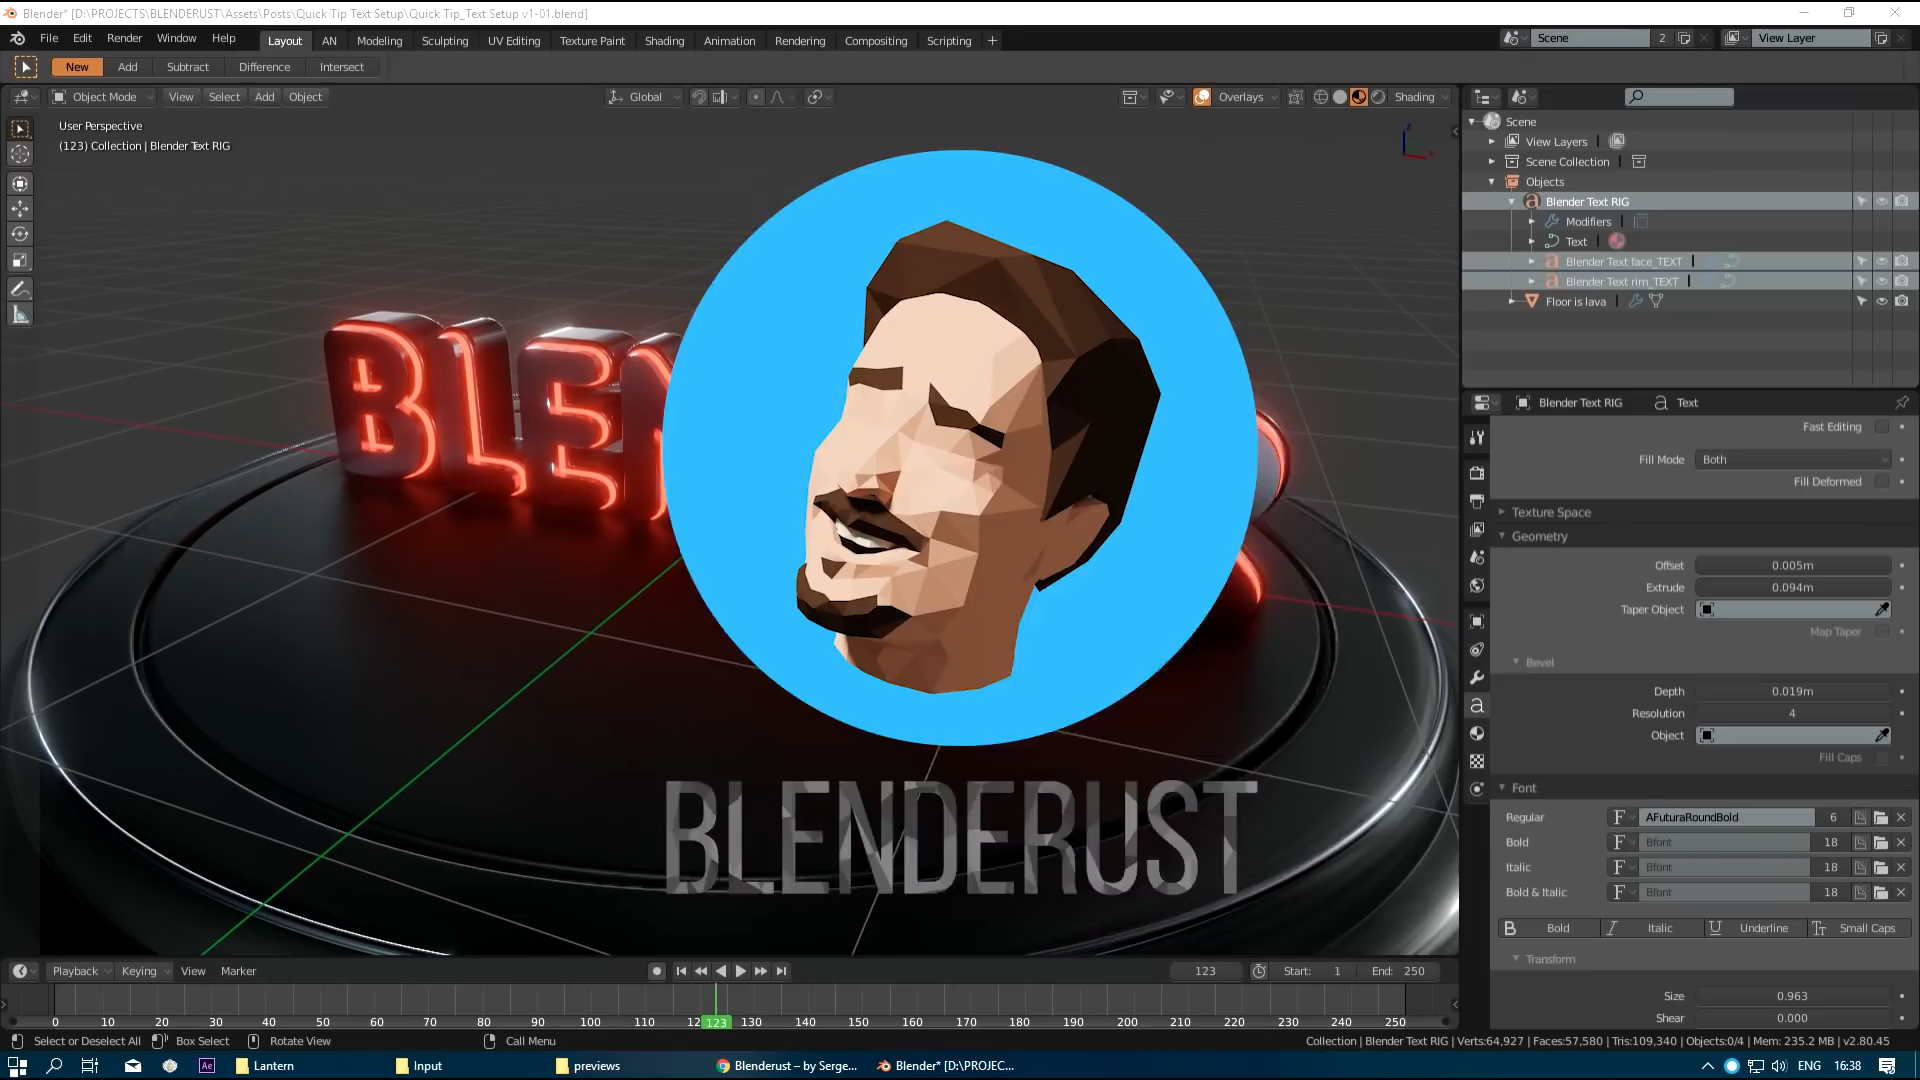 Blender* [D:\PROJECTS\BLENDERUST\Assets\Posts\Quick Tip Text Setup\Quick Tip_Text Setup v1-01.blend]
File Edit Render Window Help Layout AN Modeling Sculpting UV Editing Texture Paint Shading Animation Rendering Compositing Scripting + Scene 2 View Layer
New Add Subtract Difference Intersect
Object Mode View Select Add Object Global Overlays Shading
User Perspective
(123) Collection | Blender Text RIG
Z
Scene
View Layers
Scene Collection
Objects
Blender Text RIG
Modifiers
Text
Blender Text face_TEXT
Blender Text rim_TEXT
Floor is lava
BLEN
BLENDERUST
Blender Text RIG Text
Fast Editing
Fill Mode Both
Fill Deformed
Texture Space
Geometry
Offset 0.005m
Extrude 0.094m
Taper Object
Map Taper
Bevel
Depth 0.019m
Resolution 4
Object
Fill Caps
Font
Regular F AFuturaRoundBold 6
Bold F Bfont 18
Italic F Bfont 18
Bold & Italic F Bfont 18
B Bold I Italic U Underline Tt Small Caps
Transform
Size 0.963
Shear 0.000
Playback Keying View Marker 123 Start: 1 End: 250
0 10 20 30 40 50 60 70 80 90 100 110 12 123 130 140 150 160 170 180 190 200 210 220 230 240 250
Select or Deselect All Box Select Rotate View Call Menu Collection | Blender Text RIG | Verts:64,927 | Faces:57,580 | Tris:109,340 | Objects:0/4 | Mem: 235.2 MB | v2.80.45
Ae Lantern Input previews Blenderust – by Serge... Blender* [D:\PROJEC... ENG 16:38